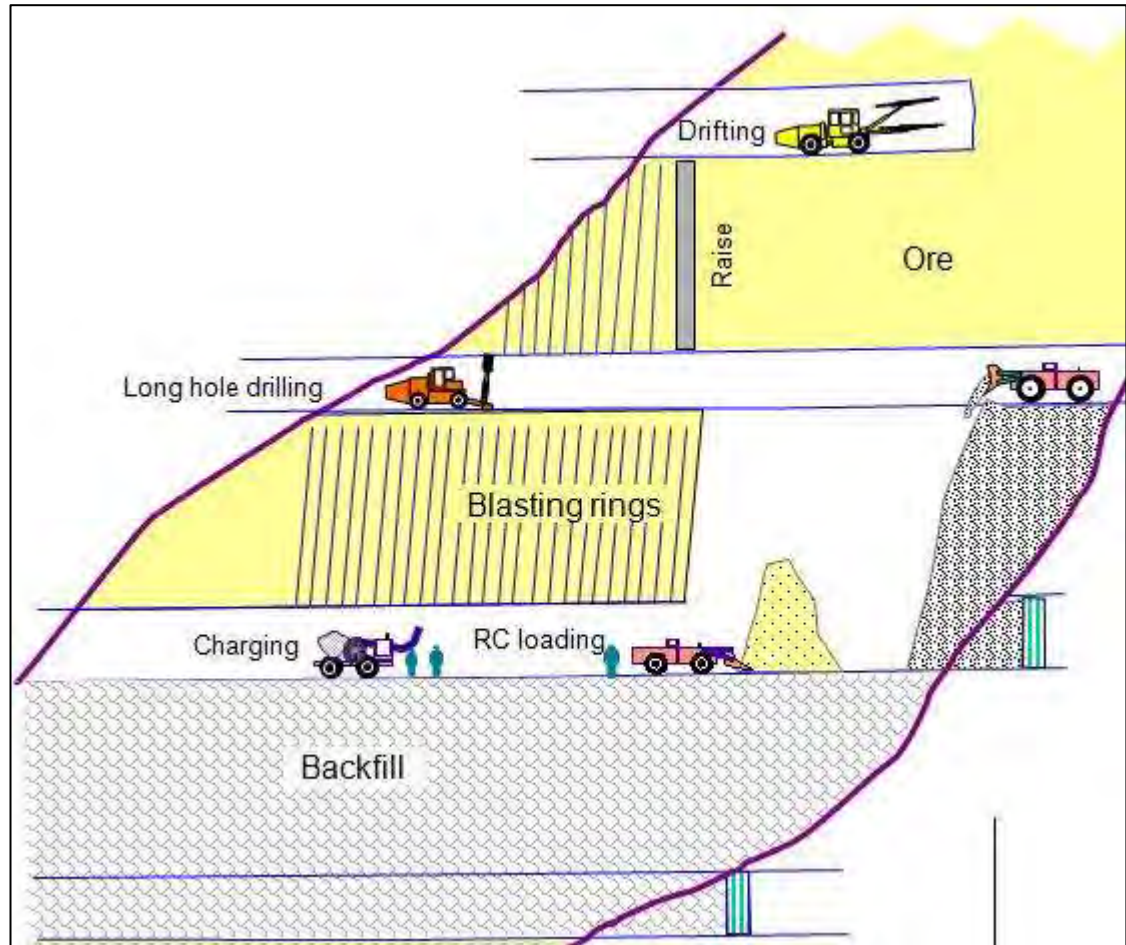 Drifting
Raise
Ore
Long hole drilling
Blasting rings
Charging
RC loading
Backfill